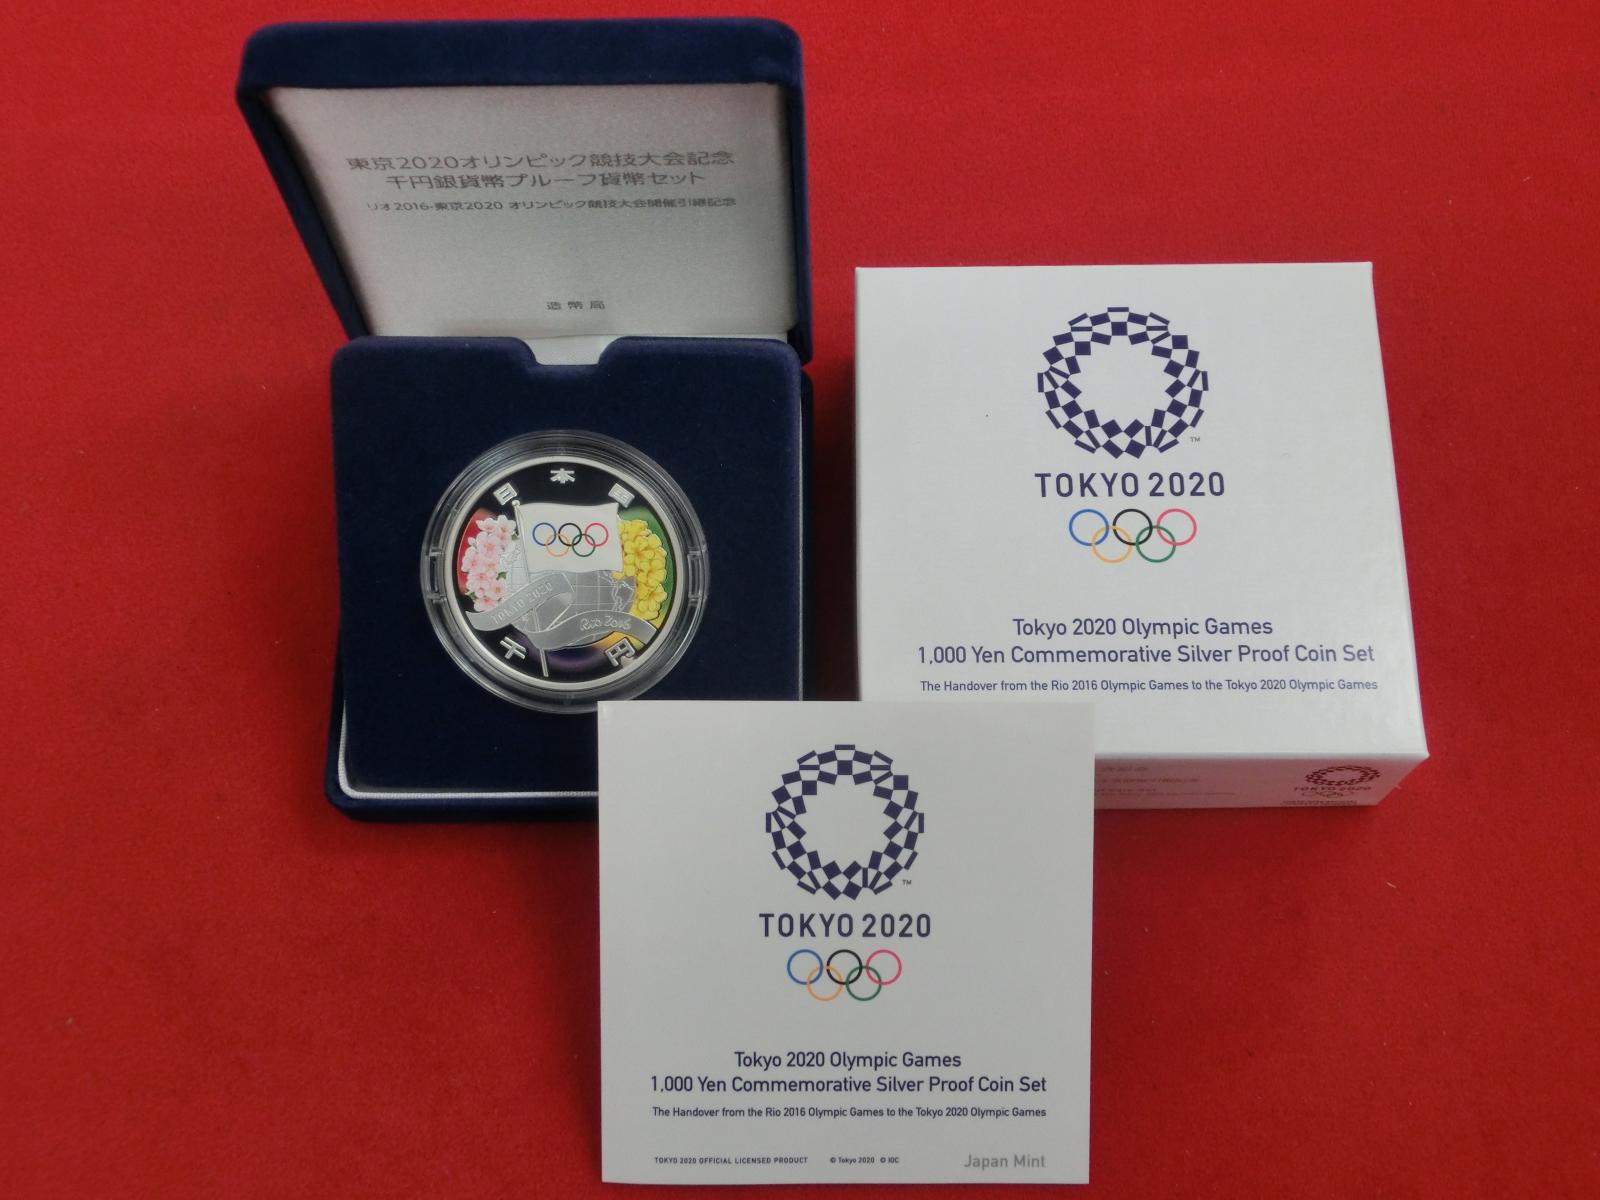 東京2020オリンピック競技大会記念
千円銀貨幣プルーフ貨幣セット
リオ2016-東京2020 オリンピック競技大会開催引継記念
造幣局
日本国
TOKYO 2020
Rio 2016
千円
TM
TOKYO 2020
Tokyo 2020 Olympic Games
1,000 Yen Commemorative Silver Proof Coin Set
The Handover from the Rio 2016 Olympic Games to the Tokyo 2020 Olympic Games
TOKYO 2020
TM
TOKYO 2020
Tokyo 2020 Olympic Games
1,000 Yen Commemorative Silver Proof Coin Set
The Handover from the Rio 2016 Olympic Games to the Tokyo 2020 Olympic Games
TOKYO 2020 OFFICIAL LICENSED PRODUCT © Tokyo 2020 © IOC
Japan Mint